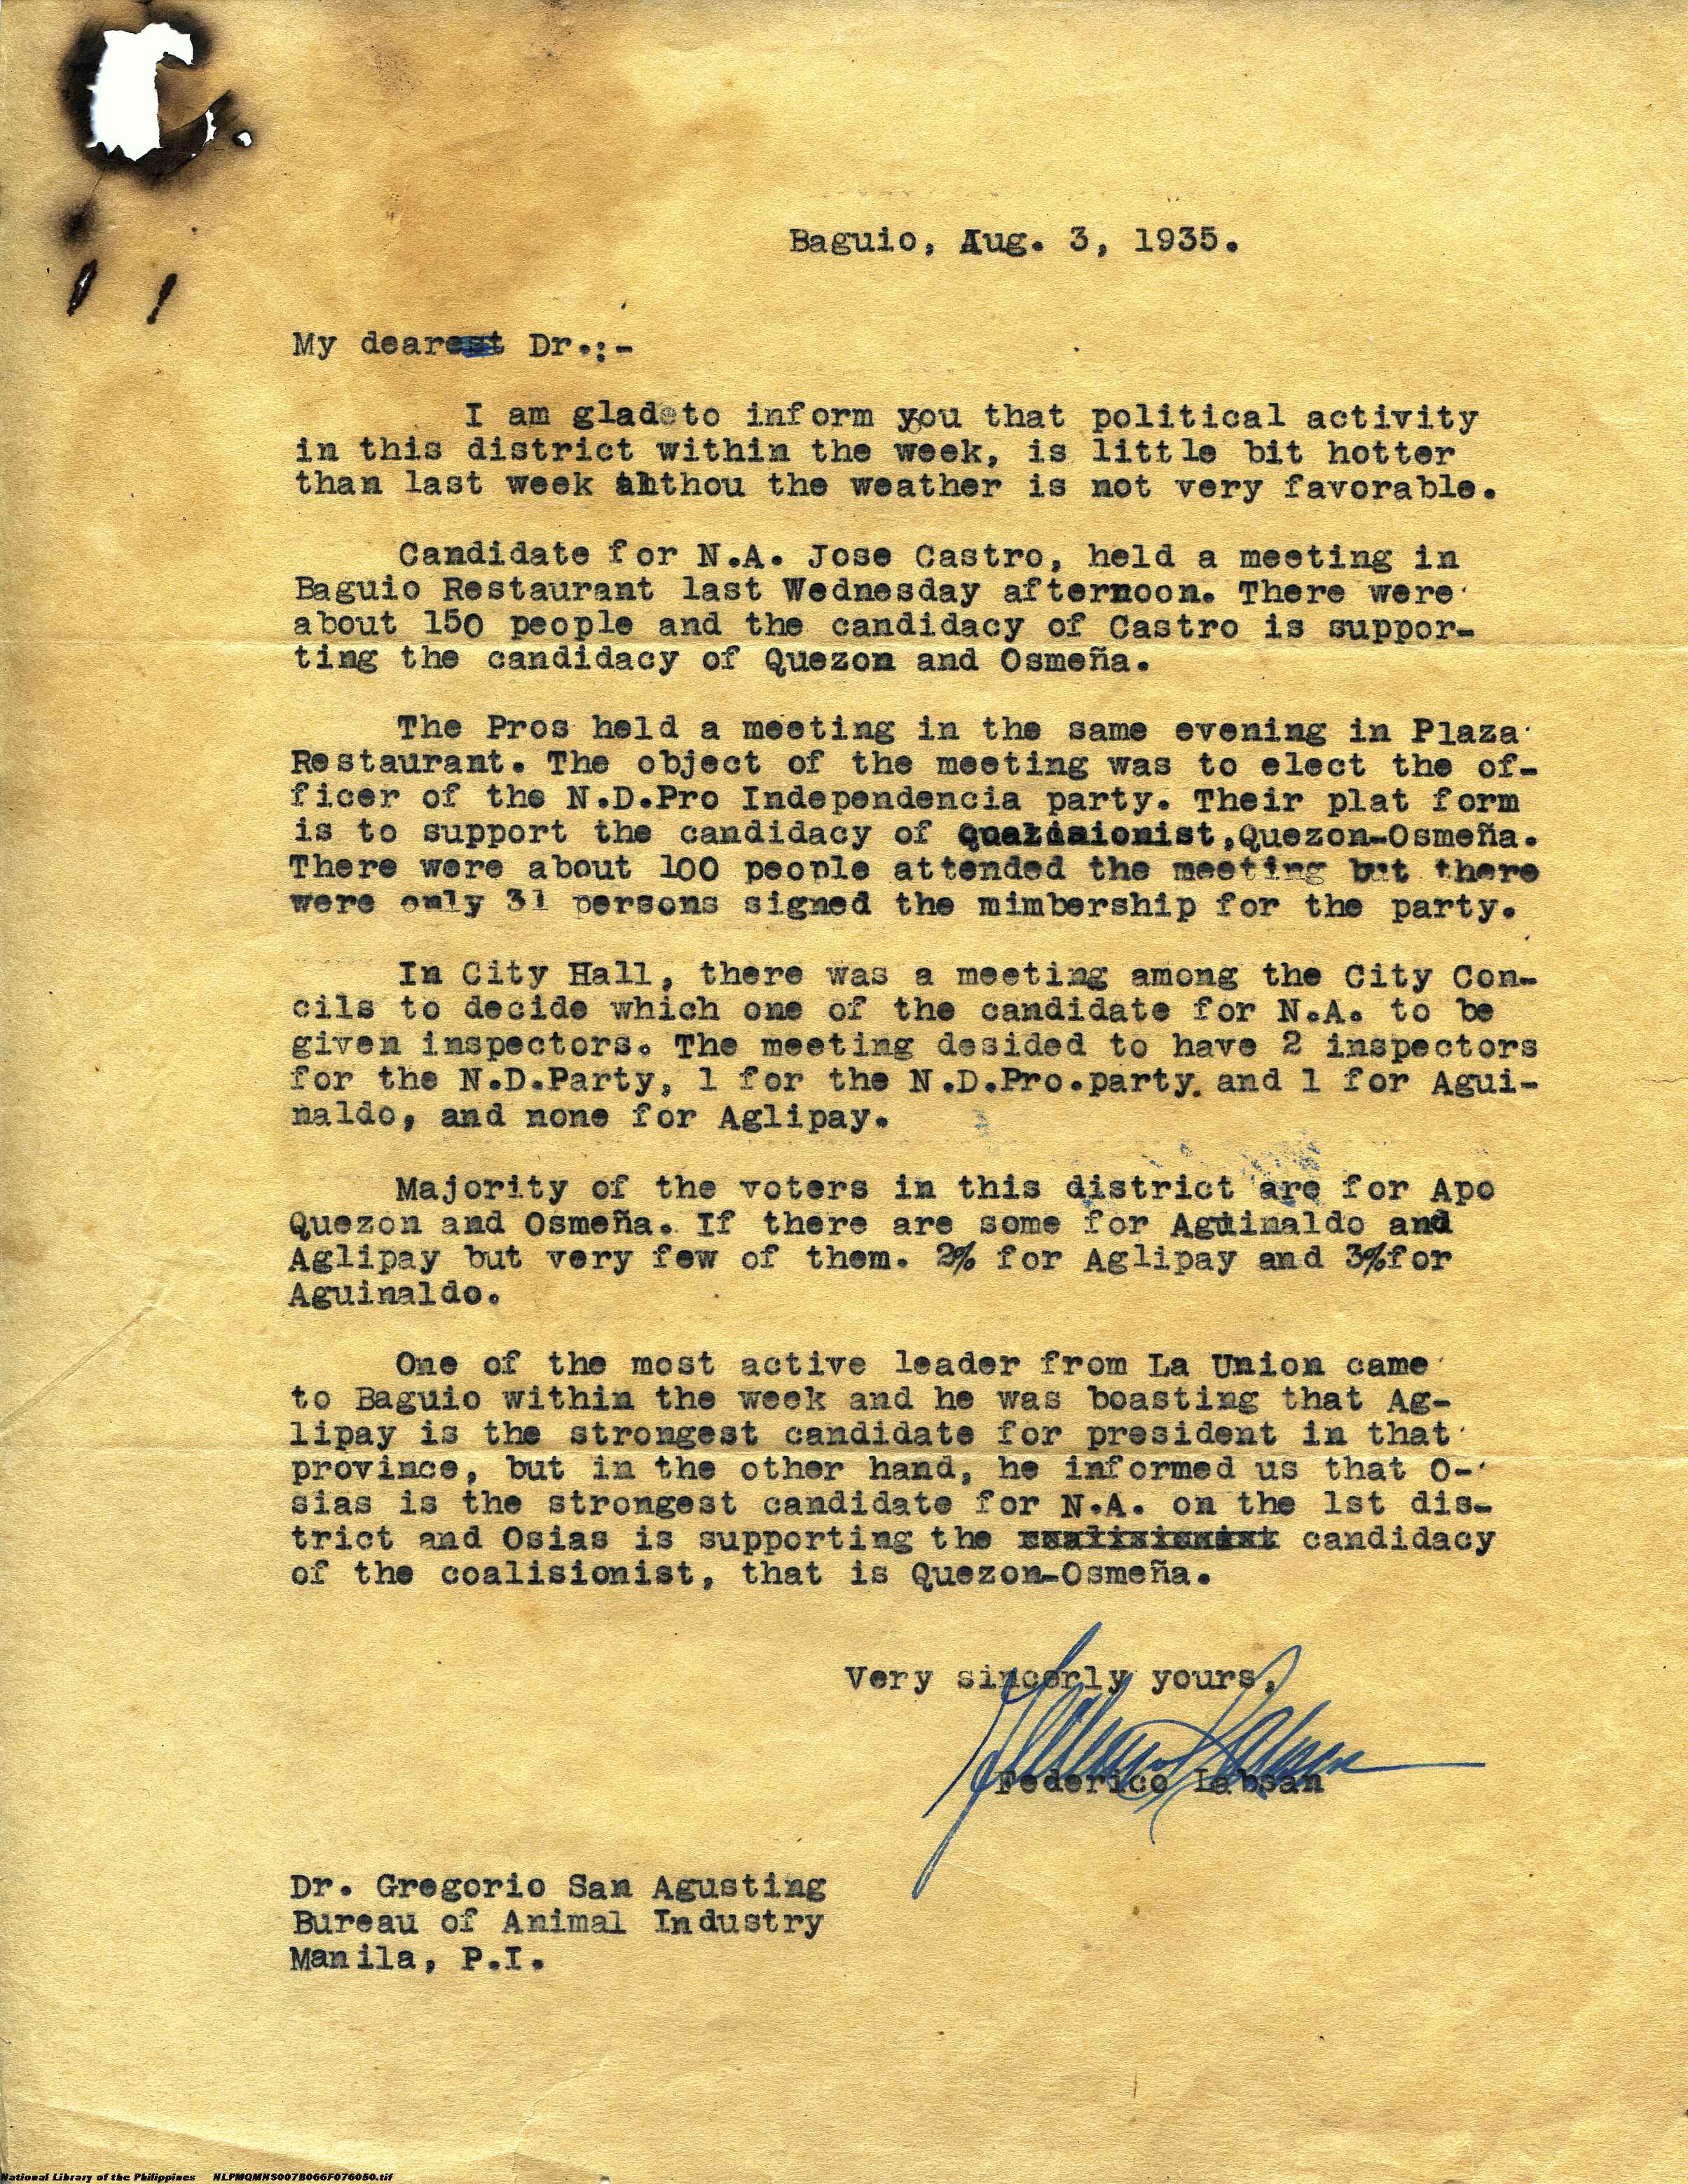 Baguio, Aug. 3, 1935.
My dearest Dr.:-
I am glad to inform you that political activity
in this district within the week, is little bit hotter
than last week althou the weather is not very favorable.
Candidate for N.A. Jose Castro, held a meeting in
Baguio Restaurant last Wednesday afternoon. There were
about 150 people and the candidacy of Castro is suppor-
ting the candidacy of Quezon and Osmeña.
The Pros held a meeting in the same evening in Plaza
Restaurant. The object of the meeting was to elect the of-
ficer of the N.D.Pro Independencia party. Their plat form
is to support the candidacy of Qoalisionist,Quezon-Osmeña.
There were about 100 people attended the meeting but there
were only 31 persons signed the mimbership for the party.
In City Hall, there was a meeting among the City Con-
cils to decide which one of the candidate for N.A. to be
given inspectors. The meeting desided to have 2 inspectors
for the N.D.Party, 1 for the N.D.Pro.party. and 1 for Agui-
naldo, and none for Aglipay.
Majority of the voters in this district are for Apo
Quezon and Osmeña. If there are some for Aguinaldo and
Aglipay but very few of them. 2% for Aglipay and 3%for
Aguinaldo.
One of the most active leader from La Union came
to Baguio within the week and he was boasting that Ag-
lipay is the strongest candidate for president in that
province, but in the other hand, he informed us that O-
sias is the strongest candidate for N.A. on the 1st dis-
trict and Osias is supporting the candidacy
of the coalisionist, that is Quezon-Osmeña.
Very sincerly yours,
Federico Labsan
Dr. Gregorio San Agusting
Bureau of Animal Industry
Manila, P.I.
National Library of the Philippines NLPMQMNS007B066F076050.tif